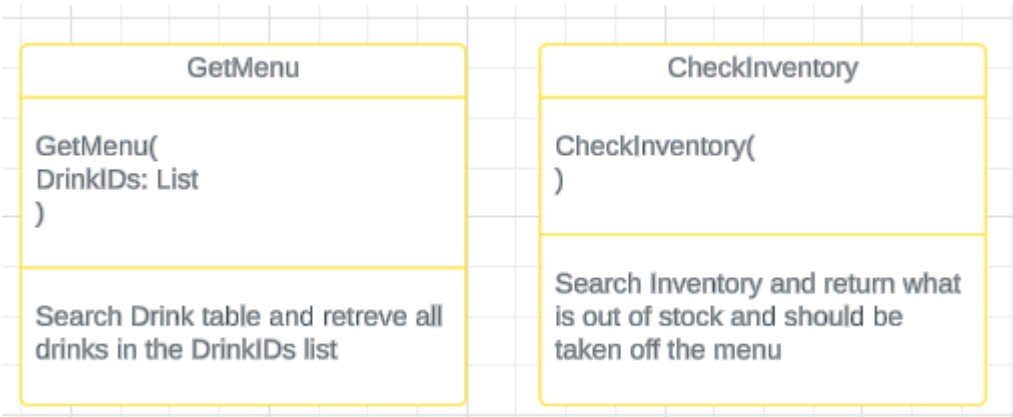 GetMenu
GetMenu(
DrinkIDs: List
)
Search Drink table and retreve all
drinks in the DrinkIDs list
CheckInventory
CheckInventory(
)
Search Inventory and return what
is out of stock and should be
taken off the menu